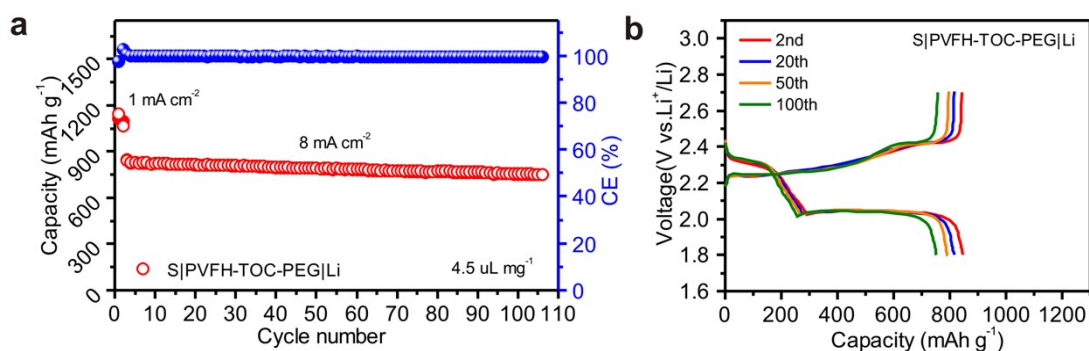 a
Capacity (mAh g⁻¹)
1500
1200
900
600
300
0
1 mA cm⁻²
8 mA cm⁻²
S|PVFH-TOC-PEG|Li
4.5 uL mg⁻¹
100
80
60
40
20
0
CE (%)
0 10 20 30 40 50 60 70 80 90 100 110
Cycle number
b
Voltage(V vs.Li⁺/Li)
3.0
2.8
2.6
2.4
2.2
2.0
1.8
1.6
2nd
20th
50th
100th
S|PVFH-TOC-PEG|Li
0 200 400 600 800 1000 1200
Capacity (mAh g⁻¹)